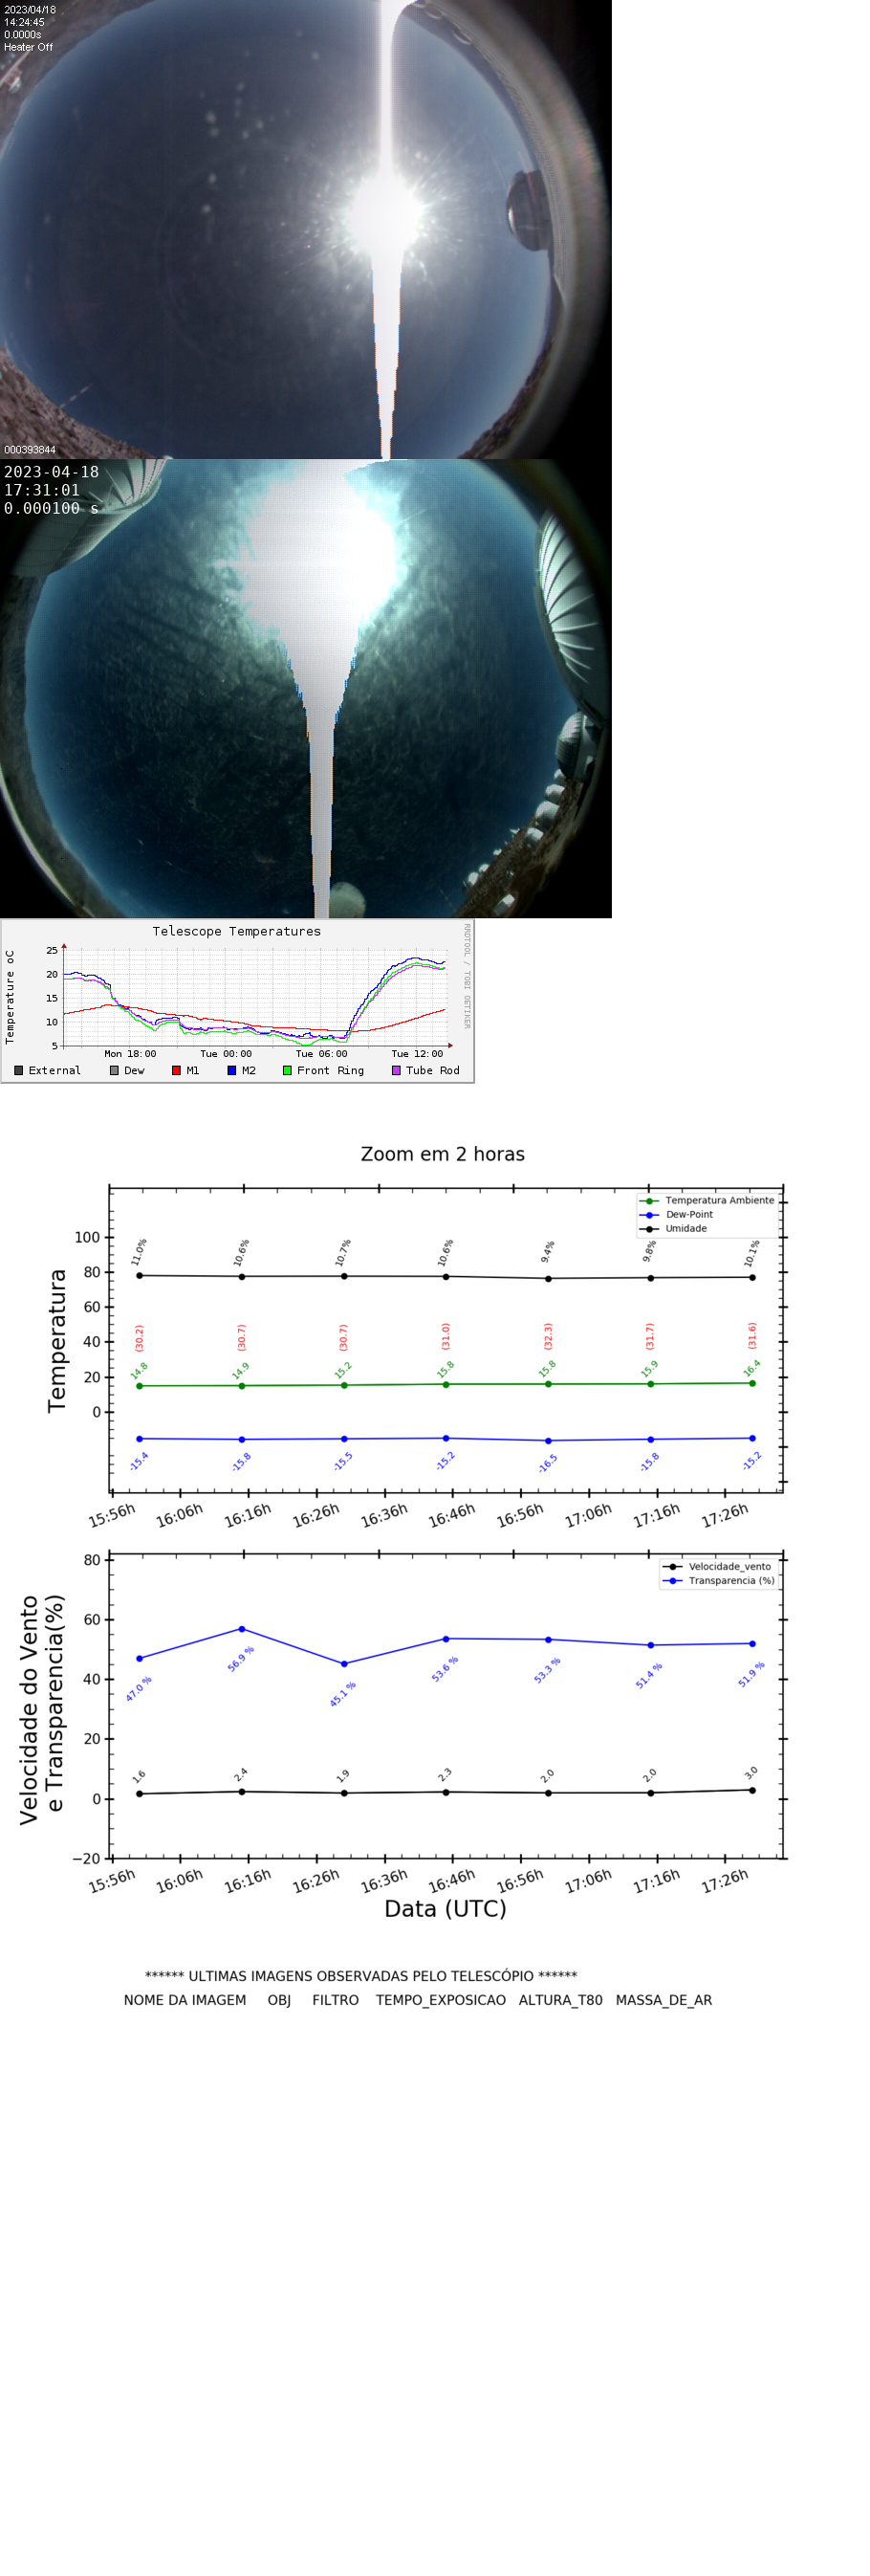 2023/04/18
14:24:45
0.0000s
Heater Off
000393844
2023-04-18
17:31:01
0.000100 s
Telescope Temperatures
RRDTOOL / TOBI OETIKER
Temperature oC
25
20
15
10
5
Mon 18:00 Tue 00:00 Tue 06:00 Tue 12:00
External Dew M1 M2 Front Ring Tube Rod
Zoom em 2 horas
Temperatura Ambiente
Dew-Point
Umidade
Temperatura
100
80
60
40
20
0
11.0% 10.6% 10.7% 10.6% 9.4% 9.8% 10.1%
(30.2) (30.7) (30.7) (31.0) (32.3) (31.7) (31.6)
14.8 14.9 15.2 15.8 15.8 15.9 16.4
-15.4 -15.8 -15.5 -15.2 -16.5 -15.8 -15.2
15:56h 16:06h 16:16h 16:26h 16:36h 16:46h 16:56h 17:06h 17:16h 17:26h
Velocidade_vento
Transparencia (%)
Velocidade do Vento
e Transparencia(%)
80
60
40
20
0
−20
47.0 % 56.9 % 45.1 % 53.6 % 53.3 % 51.4 % 51.9 %
1.6 2.4 1.9 2.3 2.0 2.0 3.0
15:56h 16:06h 16:16h 16:26h 16:36h 16:46h 16:56h 17:06h 17:16h 17:26h
Data (UTC)
****** ULTIMAS IMAGENS OBSERVADAS PELO TELESCÓPIO ******
NOME DA IMAGEM OBJ FILTRO TEMPO_EXPOSICAO ALTURA_T80 MASSA_DE_AR